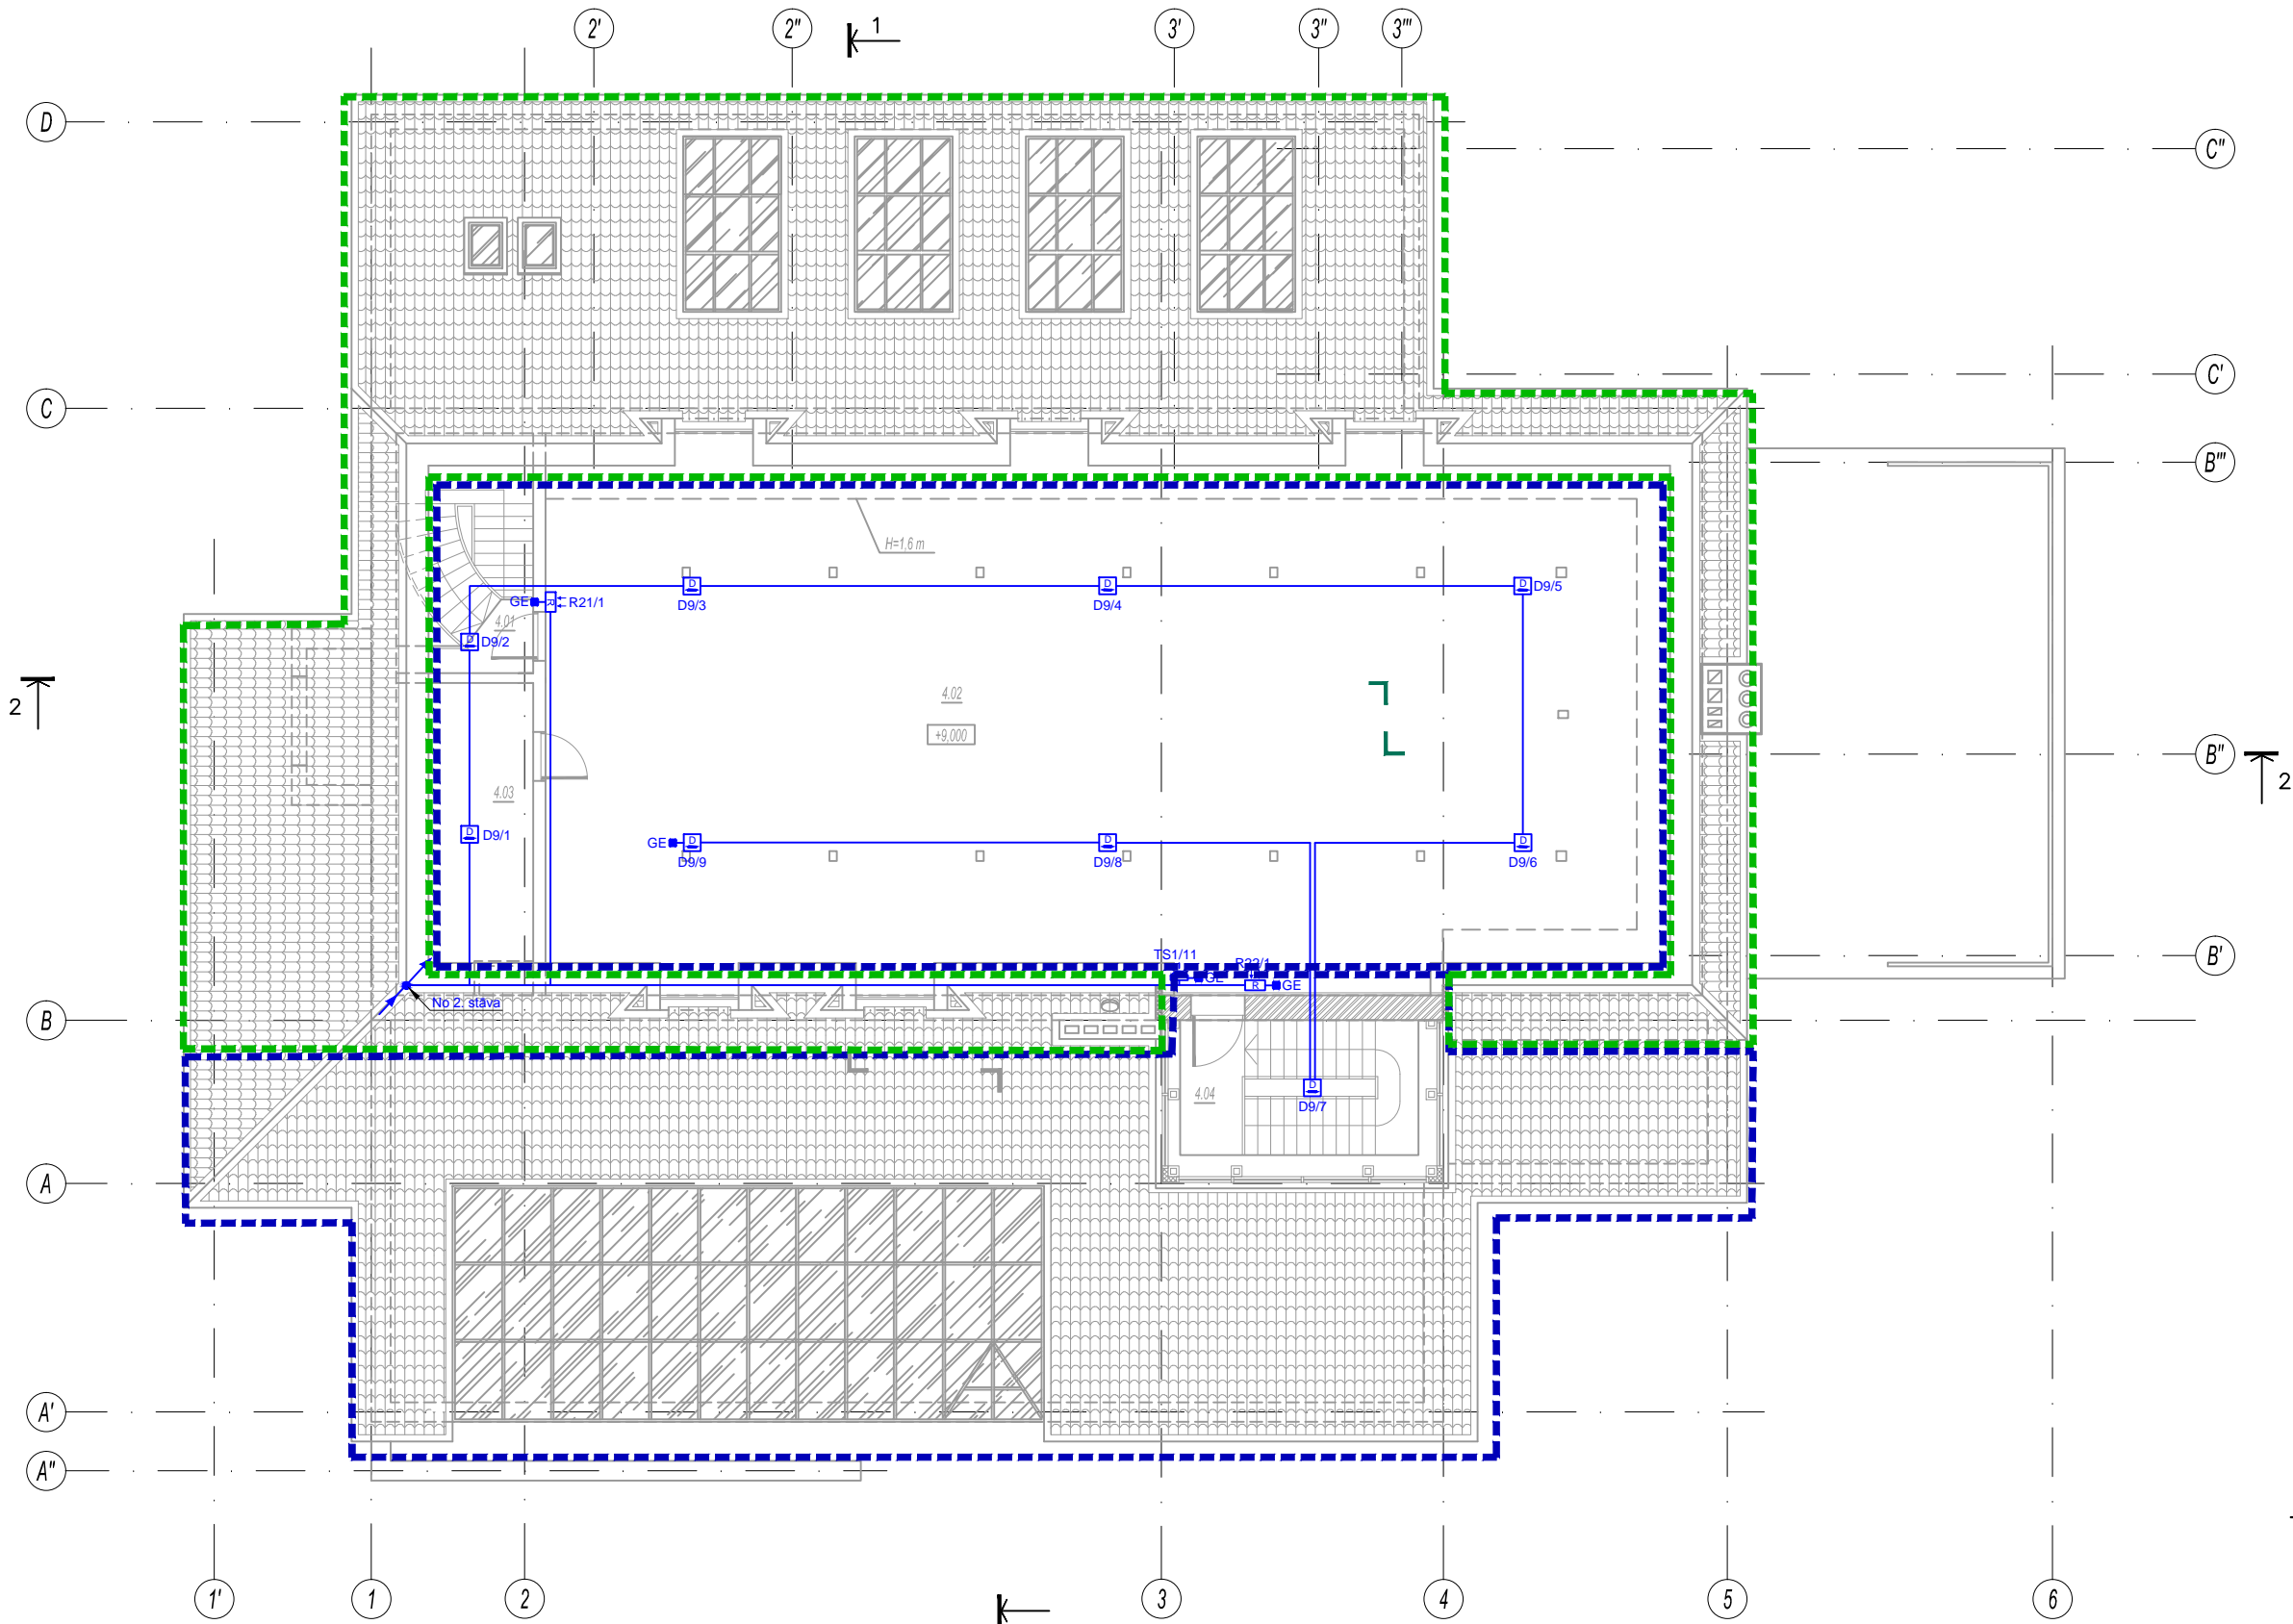 2'
2"
1
3'
3"
3"'
D
C"
C'
C
B"'
H=1,6 m
D
D
D
D9/3
D9/4
D9/5
GE
R
R21/1
4.01
D
D9/2
4.02
+9,000
2
B"
2
4.03
D
D9/1
GE
D
D
D
D9/9
D9/8
D9/6
TS1/11
R22/1
B'
GE
R
GE
No 2. stāva
B
D
4.04
D9/7
A
A'
A"
1'
1
2
3
4
5
6